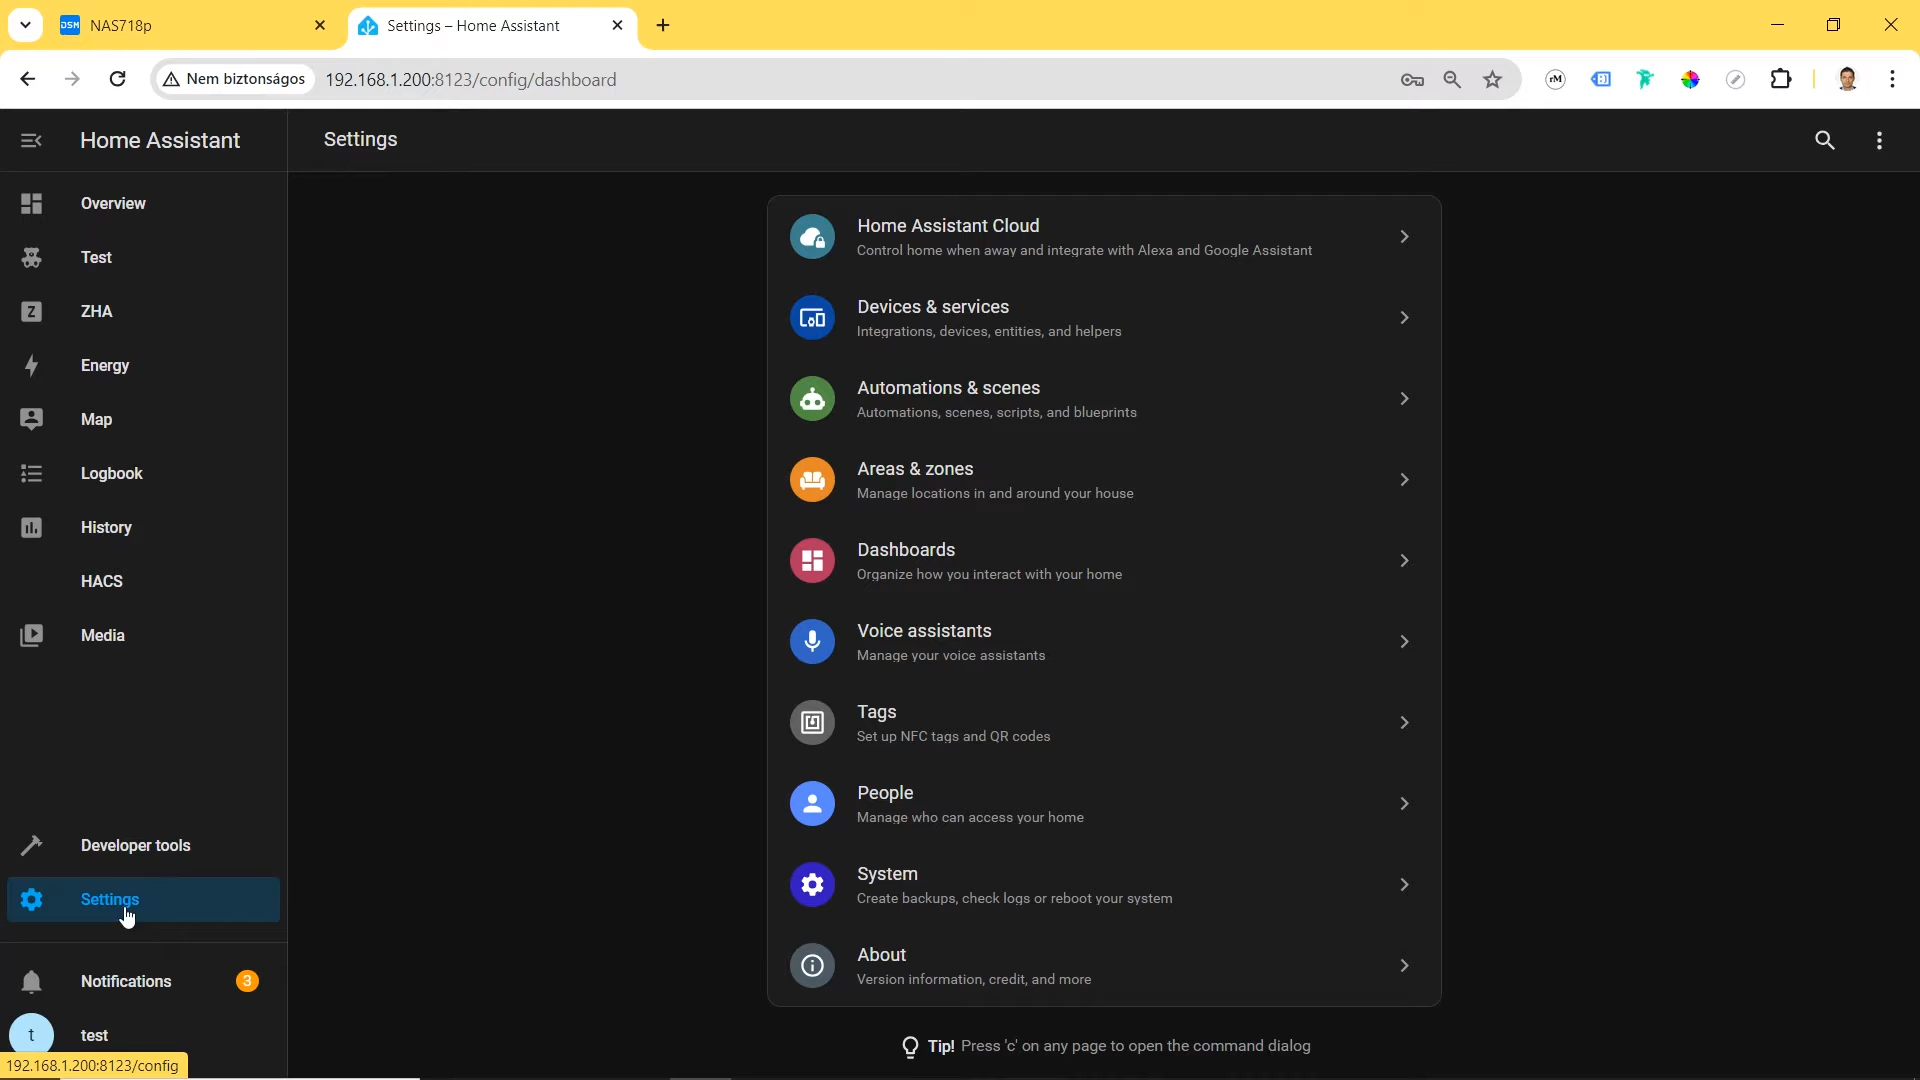 DSM NAS718p
Settings – Home Assistant
Nem biztonságos
192.168.1.200:8123/config/dashboard
rM
Home Assistant
Settings
Overview
Test
Z ZHA
Energy
Map
Logbook
History
HACS
Media
Developer tools
Settings
Notifications 3
t test
192.168.1.200:8123/config
Home Assistant Cloud
Control home when away and integrate with Alexa and Google Assistant
Devices & services
Integrations, devices, entities, and helpers
Automations & scenes
Automations, scenes, scripts, and blueprints
Areas & zones
Manage locations in and around your house
Dashboards
Organize how you interact with your home
Voice assistants
Manage your voice assistants
Tags
Set up NFC tags and QR codes
People
Manage who can access your home
System
Create backups, check logs or reboot your system
About
Version information, credit, and more
Tip! Press 'c' on any page to open the command dialog